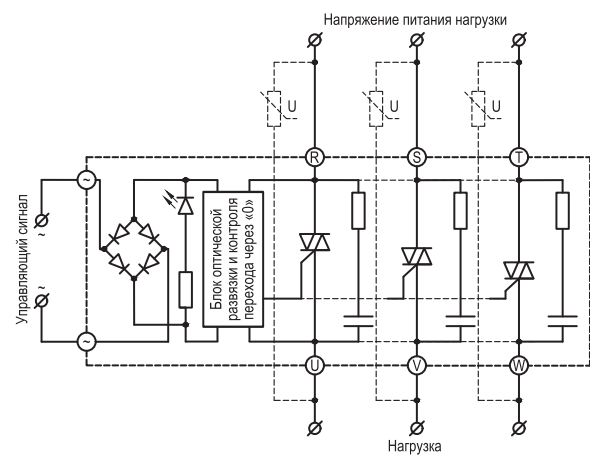 Напряжение питания нагрузки
U
U
U
R
S
T
~
~
~
~
Управляющий сигнал
Блок оптической
развязки и контроля
перехода через «0»
U
V
W
Нагрузка